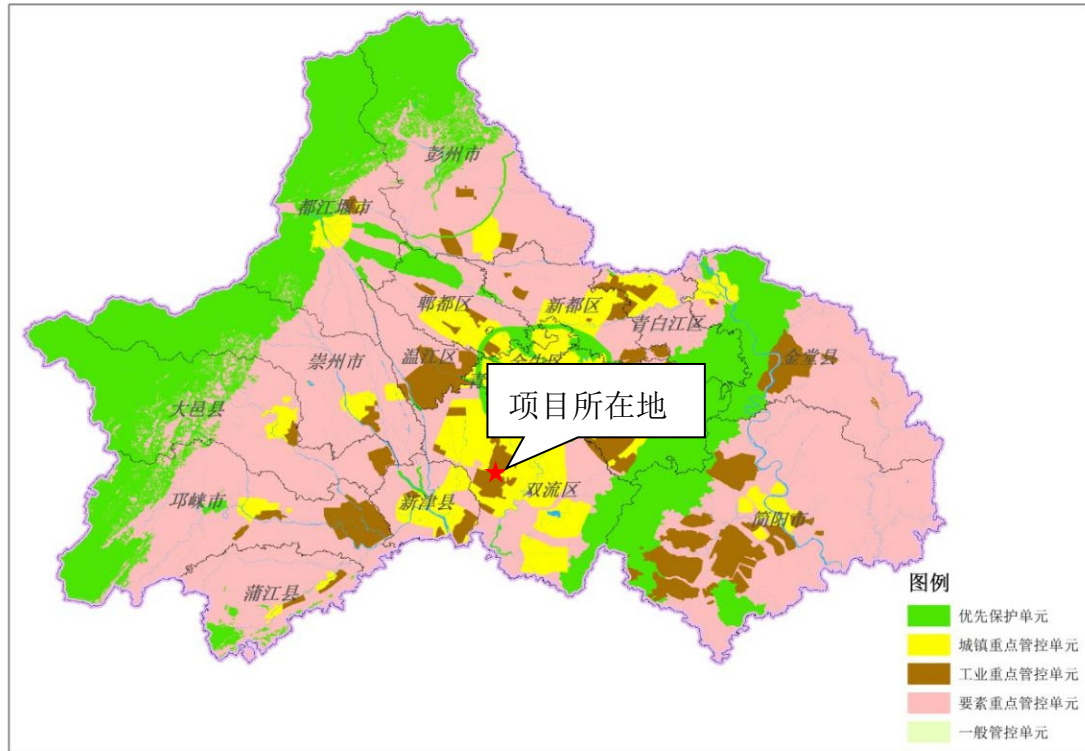 彭州市
都江堰市
郫都区
新都区
青白江区
金堂县
崇州市
温江区
金牛区
大邑县
项目所在地
邛崃市
新津县
双流区
简阳市
蒲江县
图例
优先保护单元
城镇重点管控单元
工业重点管控单元
要素重点管控单元
一般管控单元